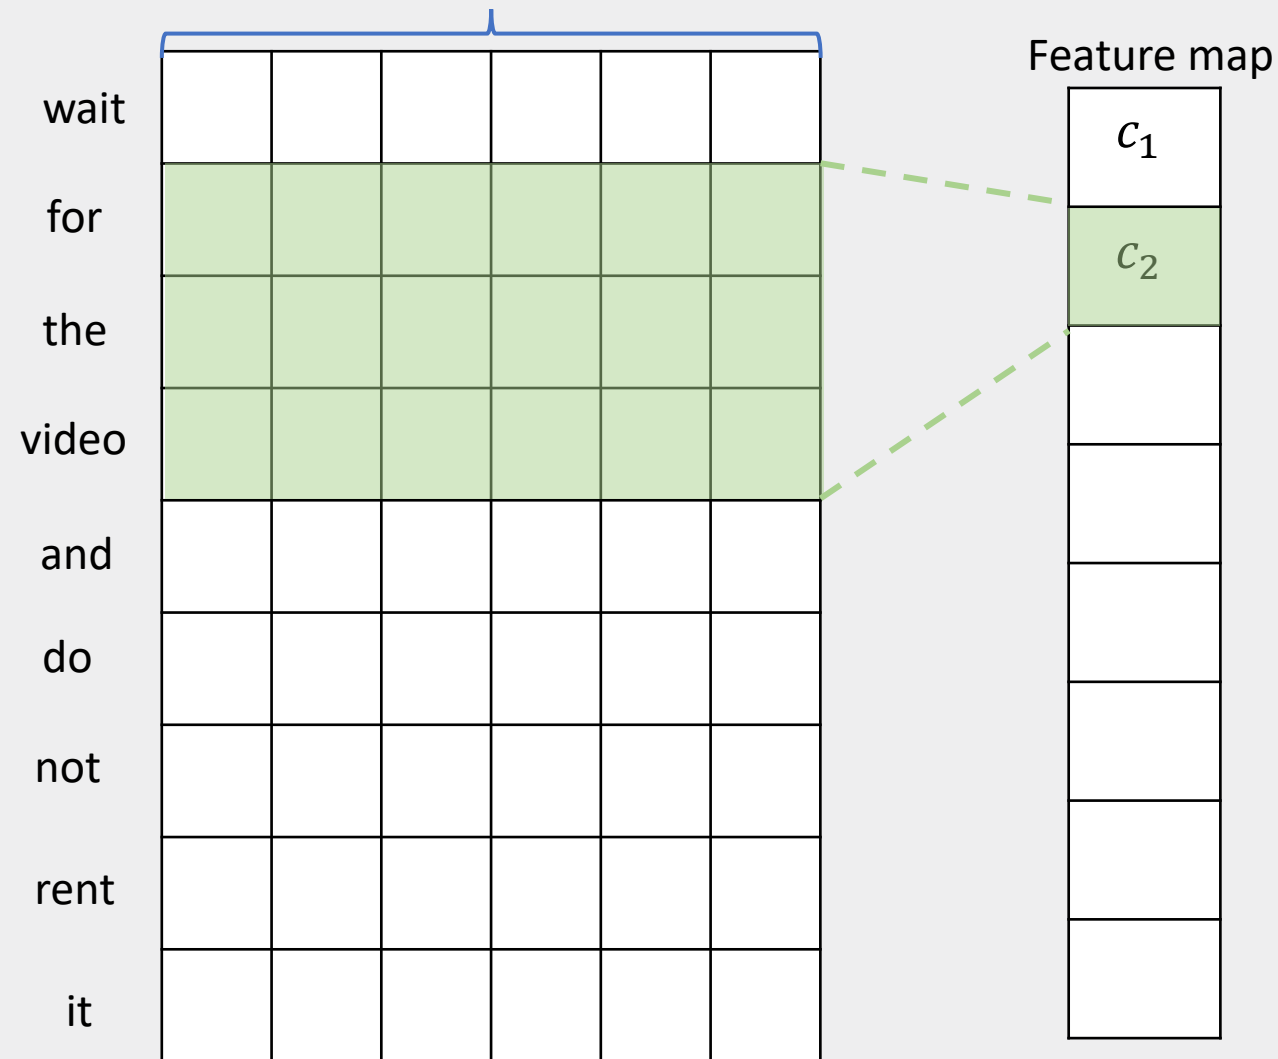 Feature map
wait
c₁
for
c₂
the
video
and
do
not
rent
it